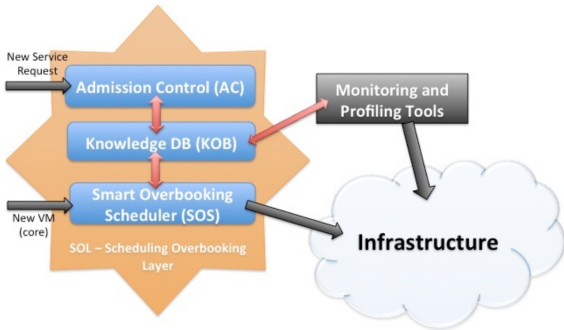 New Service
Request
Admission Control (AC)
Monitoring and
Profiling Tools
Knowledge DB (KOB)
Smart Overbooking
Scheduler (SOS)
New VM
(core)
SOL – Scheduling Overbooking
Layer
Infrastructure